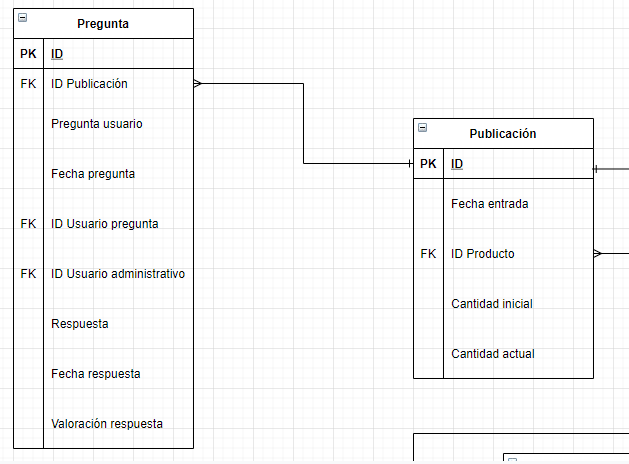 Pregunta
PK ID
FK ID Publicación
Pregunta usuario
Fecha pregunta
FK ID Usuario pregunta
FK ID Usuario administrativo
Respuesta
Fecha respuesta
Valoración respuesta
Publicación
PK ID
Fecha entrada
FK ID Producto
Cantidad inicial
Cantidad actual